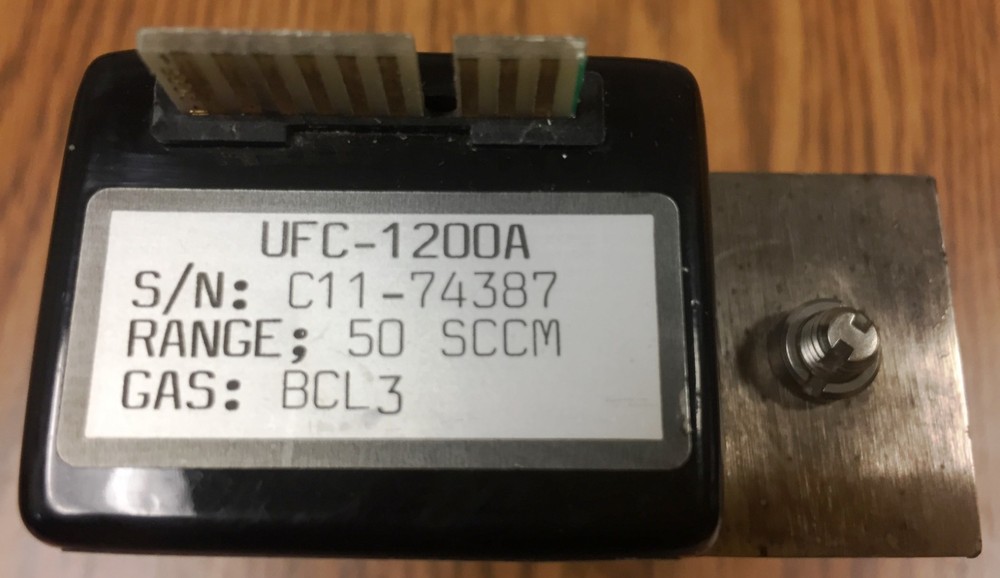 UFC-1200A
S/N: C11-74387
RANGE; 50 SCCM
GAS: BCL3